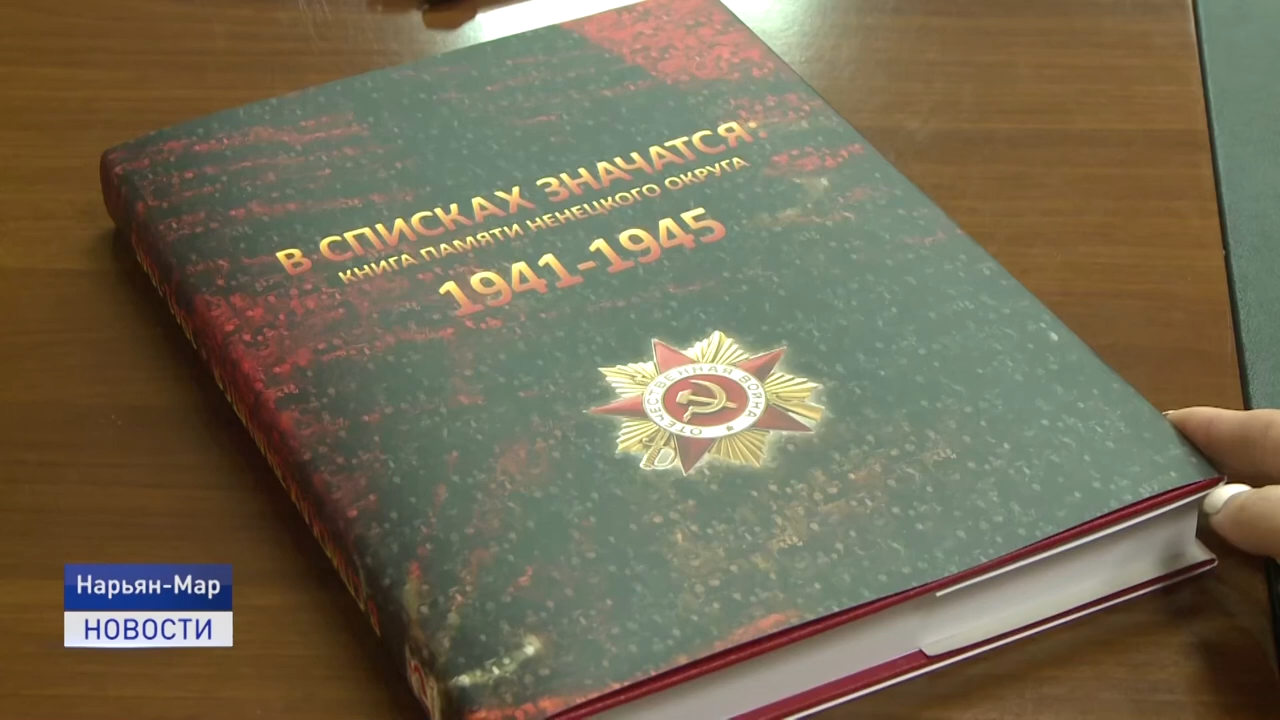 В СПИСКАХ ЗНАЧАТСЯ:
КНИГА ПАМЯТИ НЕНЕЦКОГО ОКРУГА
1941-1945
ОТЕЧЕСТВЕННАЯ ВОЙНА
Нарьян-Мар
НОВОСТИ